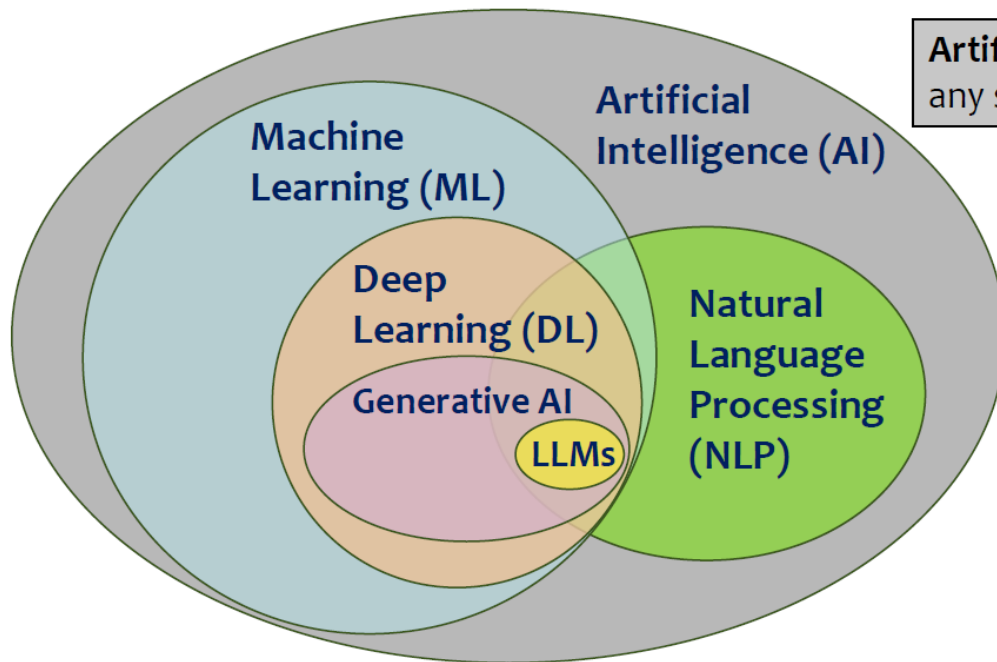 Artif
any s
Artificial
Intelligence (AI)
Machine
Learning (ML)
Deep
Learning (DL)
Natural
Language
Processing
(NLP)
Generative AI
LLMs